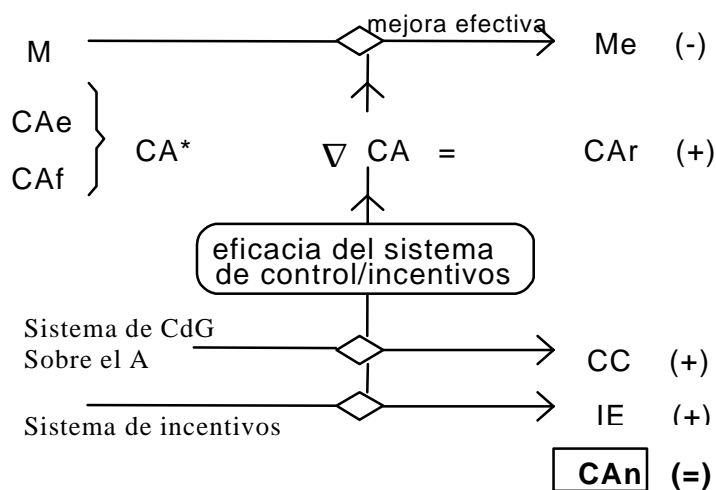 mejora efectiva
M Me (-)
CAe
CA* ∇ CA = CAr (+)
CAf
eficacia del sistema
de control/incentivos
Sistema de CdG
Sobre el A
CC (+)
IE (+)
Sistema de incentivos
CAn (=)